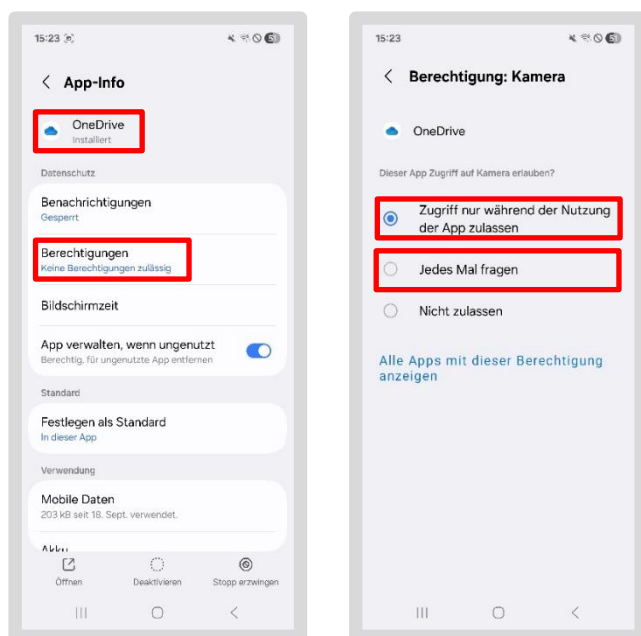 15:23
App-Info
OneDrive
Installiert
Datenschutz
Benachrichtigungen
Gesperrt
Berechtigungen
Keine Berechtigungen zulässig
Bildschirmzeit
App verwalten, wenn ungenutzt
Berechtig. für ungenutzte App entfernen
Standard
Festlegen als Standard
In dieser App
Verwendung
Mobile Daten
203 kB seit 18. Sept. verwendet.
Akku
Öffnen
Deaktivieren
Stopp erzwingen
15:23
Berechtigung: Kamera
OneDrive
Dieser App Zugriff auf Kamera erlauben?
Zugriff nur während der Nutzung
der App zulassen
Jedes Mal fragen
Nicht zulassen
Alle Apps mit dieser Berechtigung
anzeigen